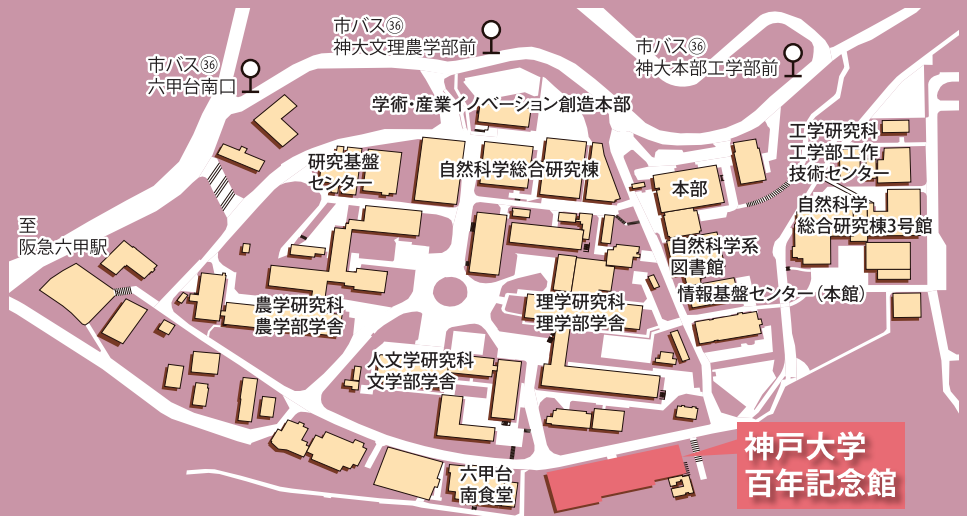 市バス㊱
神大文理農学部前
市バス㊱
神大本部工学部前
市バス㊱
六甲台南口
学術・産業イノベーション創造本部
工学研究科
工学部工作
技術センター
研究基盤
センター
自然科学総合研究棟
本部
自然科学
総合研究棟3号館
至
阪急六甲駅
自然科学系
図書館
情報基盤センター（本館）
農学研究科
農学部学舎
理学研究科
理学部学舎
人文学研究科
文学部学舎
六甲台
南食堂
神戸大学
百年記念館